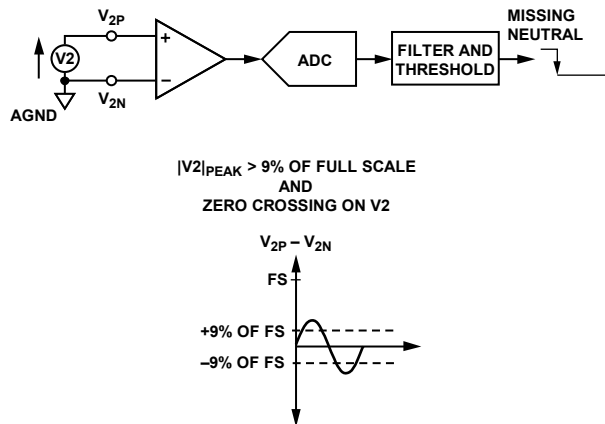 V2P
V2
V2N
AGND
+
−
ADC
FILTER AND
THRESHOLD
MISSING
NEUTRAL
|V2|PEAK > 9% OF FULL SCALE
AND
ZERO CROSSING ON V2
V2P – V2N
FS
+9% OF FS
–9% OF FS